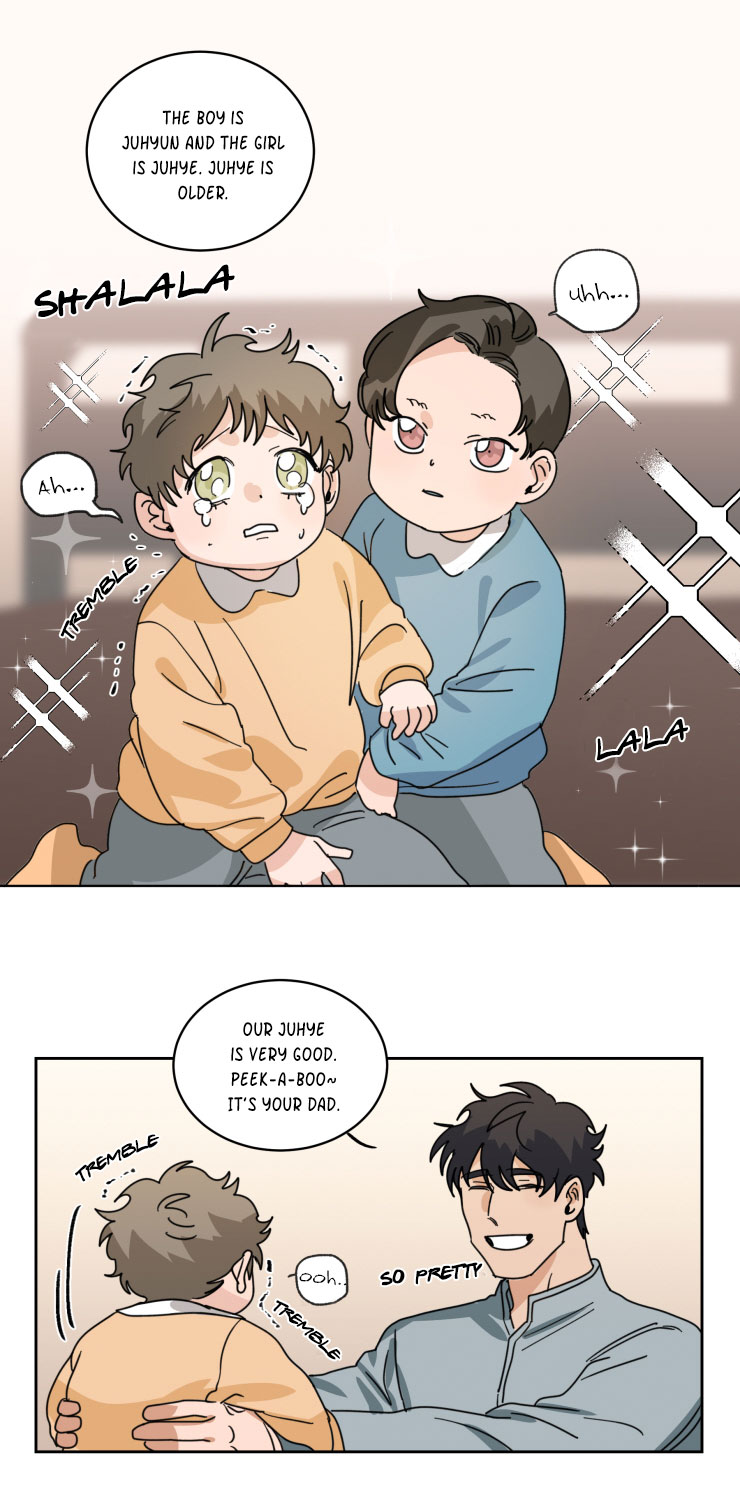 THE BOY IS
JUHYUN AND THE GIRL
IS JUHYE. JUHYE IS
OLDER.
SHALALA
Uhh...
Ah...
TREMBLE
LALA
OUR JUHYE
IS VERY GOOD.
PEEK-A-BOO~
IT'S YOUR DAD.
TREMBLE
ooh..
SO PRETTY
TREMBLE